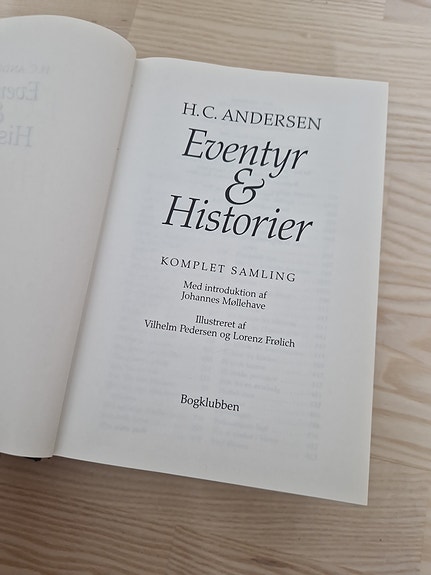 H. C. ANDERSEN
Eventyr
&
Historier
KOMPLET SAMLING
Med introduktion af
Johannes Møllehave
Illustreret af
Vilhelm Pedersen og Lorenz Frølich
Bogklubben